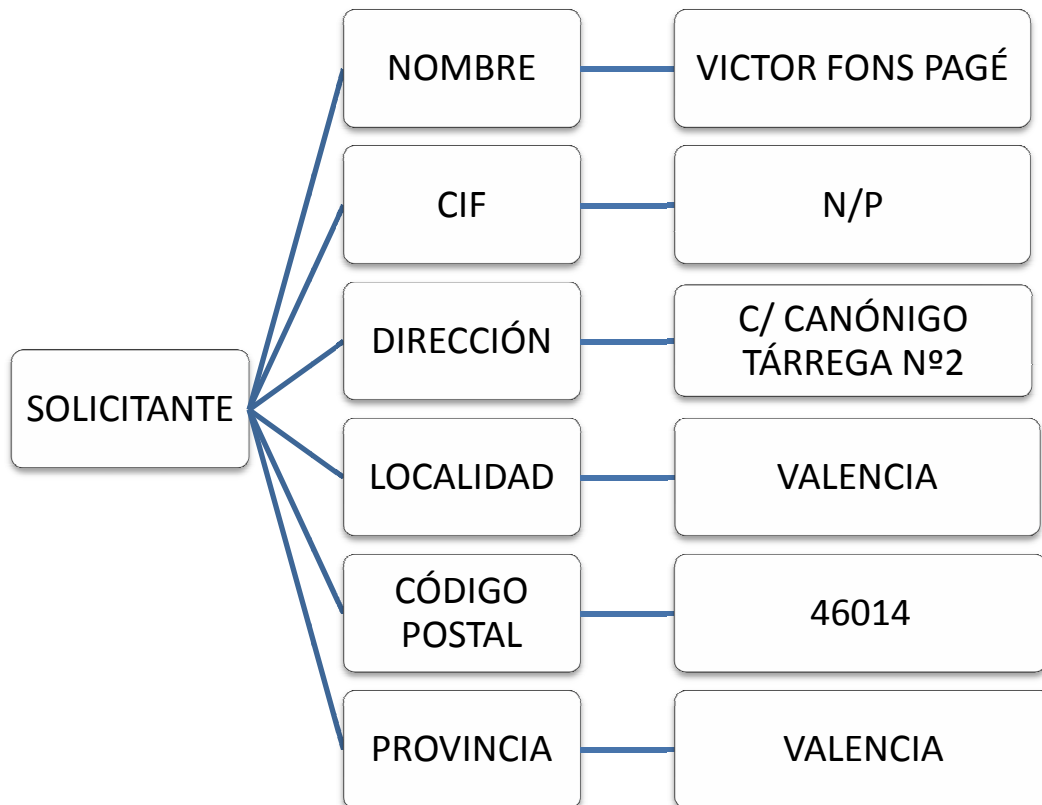 NOMBRE
VICTOR FONS PAGÉ
CIF
N/P
DIRECCIÓN
C/ CANÓNIGO
TÁRREGA Nº2
SOLICITANTE
LOCALIDAD
VALENCIA
CÓDIGO
POSTAL
46014
PROVINCIA
VALENCIA